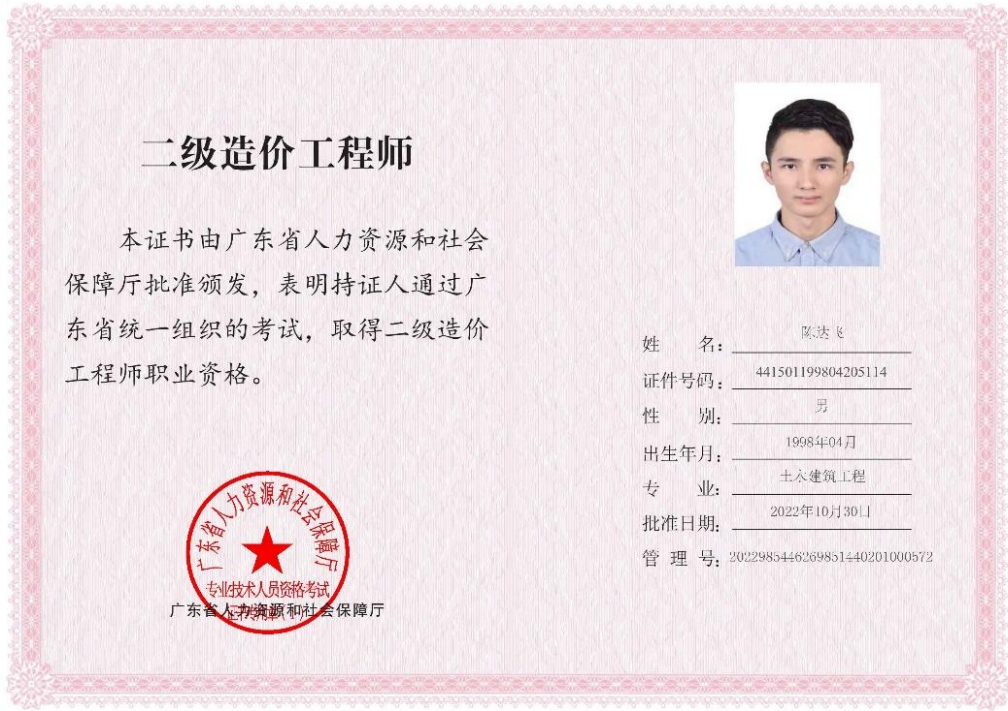 二级造价工程师
本证书由广东省人力资源和社会
保障厅批准颁发，表明持证人通过广
东省统一组织的考试，取得二级造价
工程师职业资格。
广东省人力资源和社会保障厅
专业技术人员资格考试
广东省人力资源和社会保障厅
姓 名：陈达飞
证件号码：441501199804205114
性 别：男
出生年月：1998年04月
专 业：土木建筑工程
批准日期：2022年10月30日
管 理 号：20229854462698514402010005​72